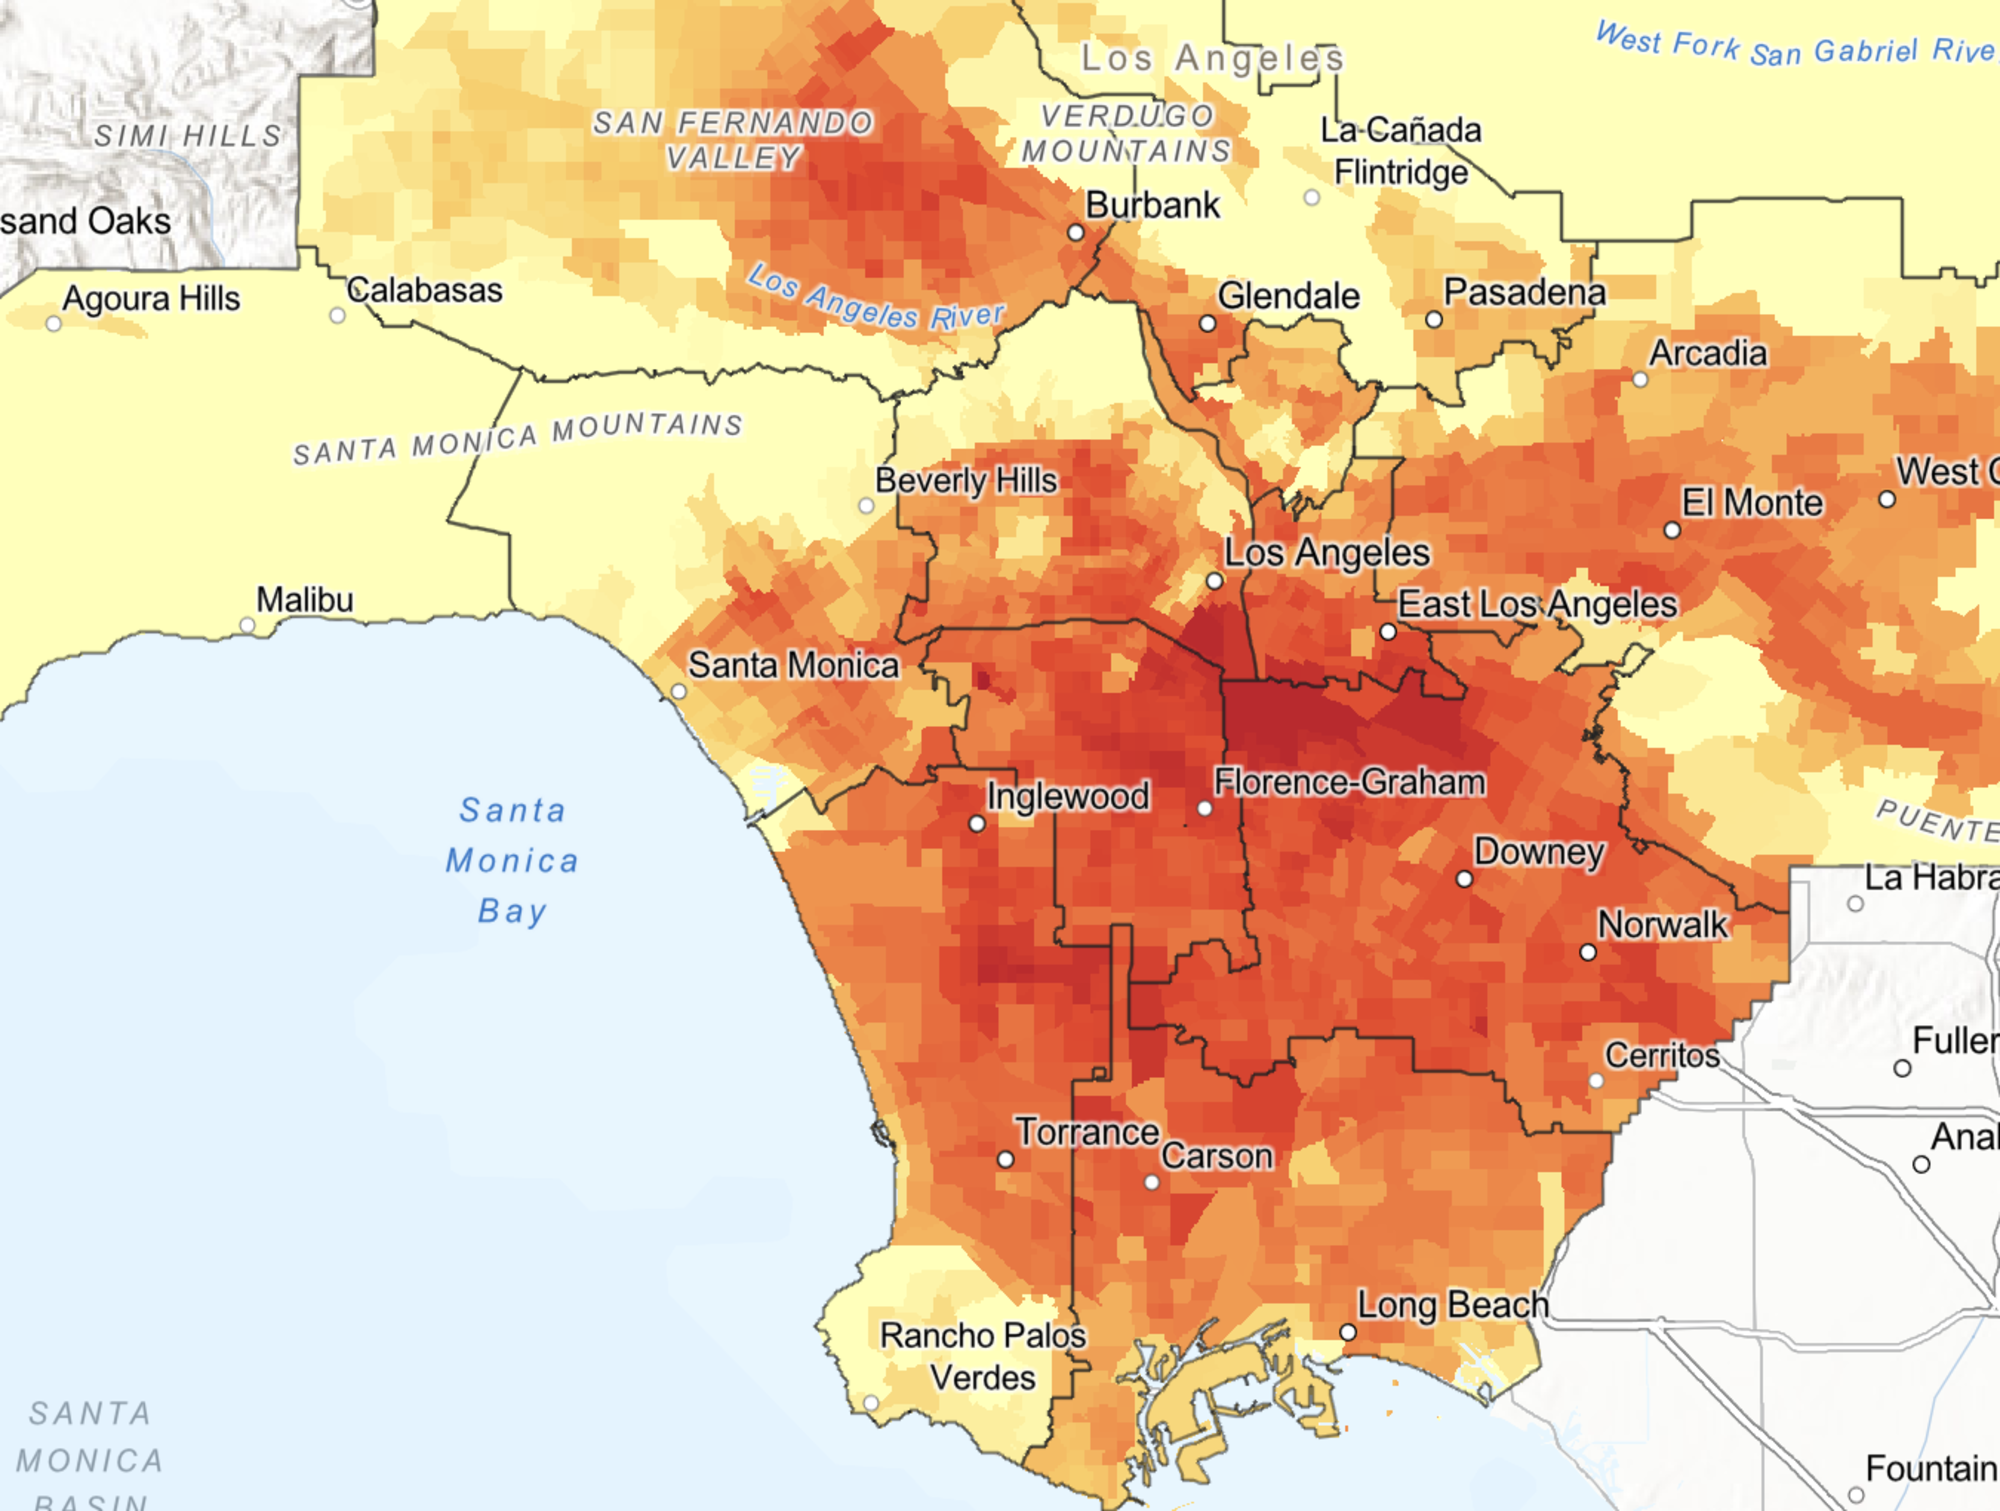 West Fork San Gabriel Rive
Los Angeles
SAN FERNANDO
VALLEY
VERDUGO
MOUNTAINS
SIMI HILLS
La Cañada
Flintridge
sand Oaks
Burbank
Agoura Hills
Calabasas
Los Angeles River
Glendale
Pasadena
Arcadia
SANTA MONICA MOUNTAINS
Beverly Hills
West C
El Monte
Los Angeles
Malibu
East Los Angeles
Santa Monica
Santa
Monica
Bay
Inglewood
Florence-Graham
PUENTE
Downey
La Habra
Norwalk
Cerritos
Fuller
Torrance
Carson
Anal
Long Beach
Rancho Palos
Verdes
SANTA
MONICA
BASIN
Fountain